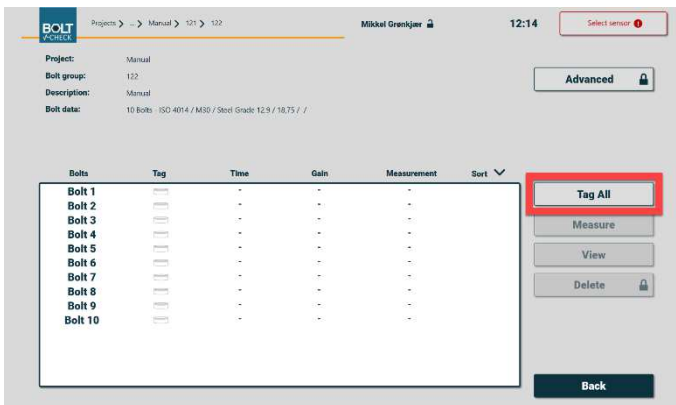 BOLT
✓-CHECK
Projects > ... > Manual > 121 > 122
Mikkel Grønkjær
12:14
Select sensor
Project: Manual
Bolt group: 122
Description: Manual
Bolt data: 10 Bolts - ISO 4014 / M30 / Steel Grade 12.9 / 18,75 / /
Advanced
Bolts Tag Time Gain Measurement Sort
Bolt 1 - - -
Bolt 2 - - -
Bolt 3 - - -
Bolt 4 - - -
Bolt 5 - - -
Bolt 6 - - -
Bolt 7 - - -
Bolt 8 - - -
Bolt 9 - - -
Bolt 10 - - -
Tag All
Measure
View
Delete
Back